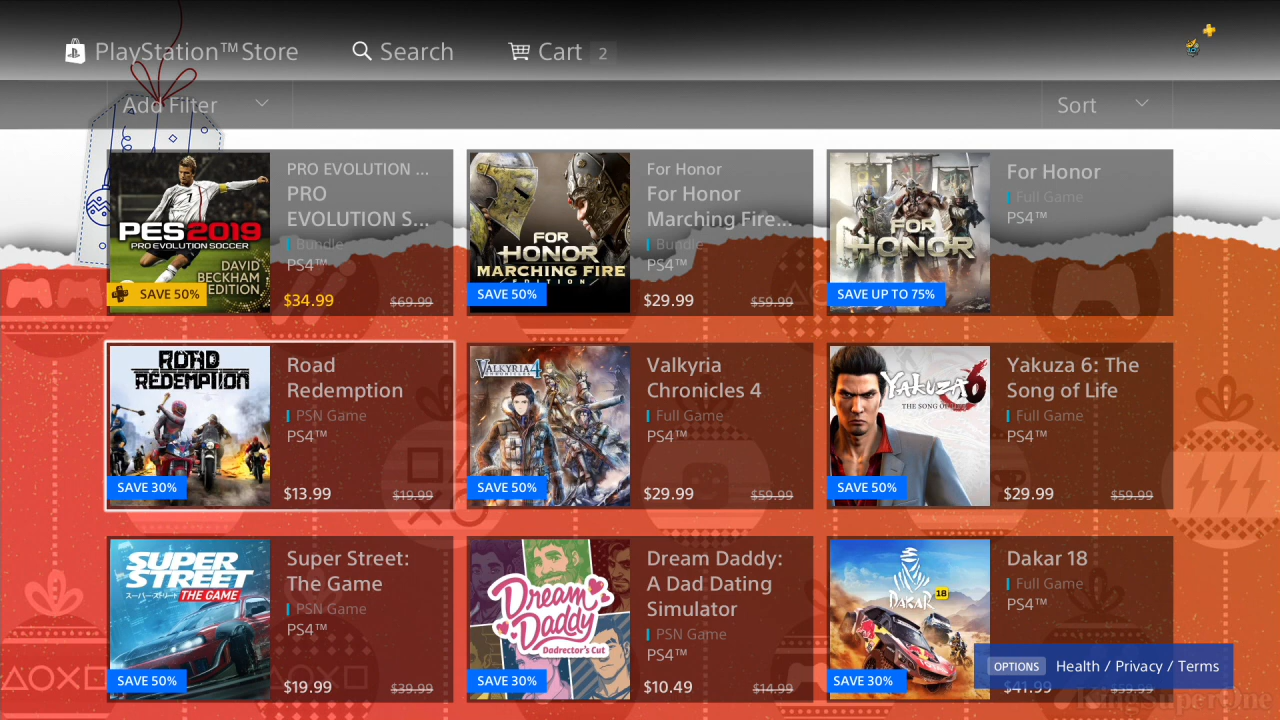 PlayStation™Store
Search
Cart 2
Add Filter
Sort
PES2019
PRO EVOLUTION SOCCER
DAVID
BECKHAM
EDITION
SAVE 50%
PRO EVOLUTION ...
PRO
EVOLUTION S...
Bundle
PS4™
$34.99 $69.99
FOR
HONOR
MARCHING FIRE
EDITION
SAVE 50%
For Honor
For Honor
Marching Fire...
Bundle
PS4™
$29.99 $59.99
FOR
HONOR
SAVE UP TO 75%
For Honor
Full Game
PS4™
ROAD
REDEMPTION
SAVE 30%
Road
Redemption
PSN Game
PS4™
$13.99 $19.99
VALKYRIA
CHRONICLES 4
SAVE 50%
Valkyria
Chronicles 4
Full Game
PS4™
$29.99 $59.99
YAKUZA 6
THE SONG OF LIFE
SAVE 50%
Yakuza 6: The
Song of Life
Full Game
PS4™
$29.99 $59.99
SUPER
STREET
スーパー・ストリート THE GAME
SAVE 50%
Super Street:
The Game
PSN Game
PS4™
$19.99 $39.99
Dream
Daddy
Dadrector's Cut
SAVE 30%
Dream Daddy:
A Dad Dating
Simulator
PSN Game
PS4™
$10.49 $14.99
DAKAR 18
SAVE 30%
Dakar 18
Full Game
PS4™
$41.99 $59.99
OPTIONS Health / Privacy / Terms
KingSuperOne